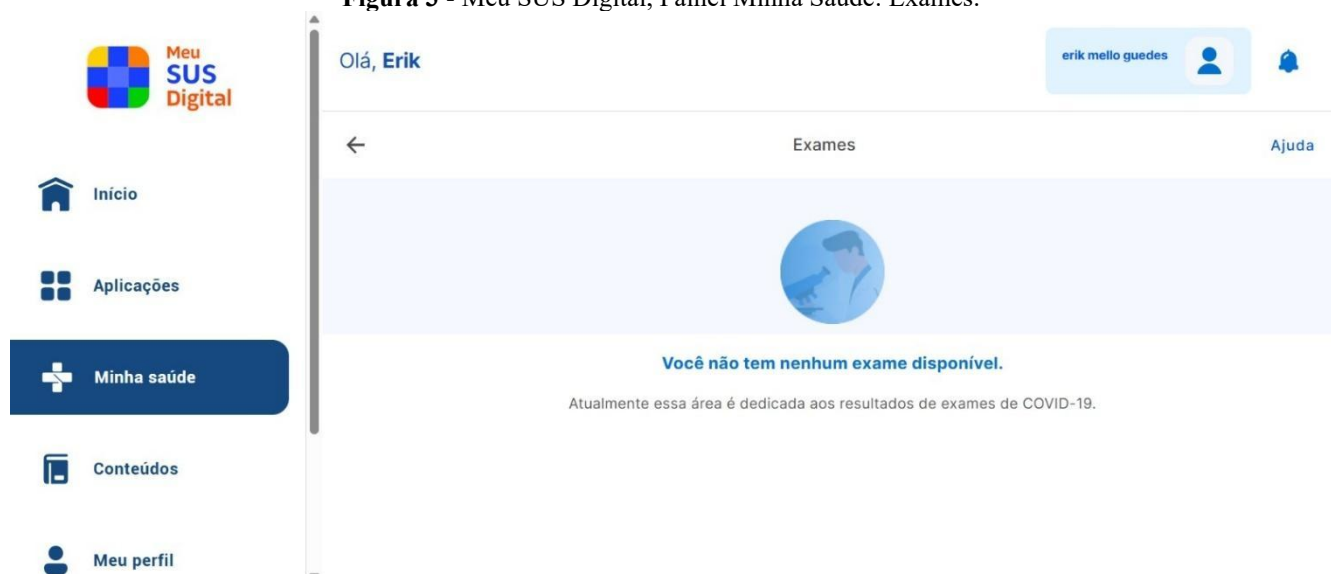 Figura 5 - Meu SUS Digital, Painel Minha Saúde: Exames.
Meu
SUS
Digital
Olá, Erik
erik mello guedes
Exames
Ajuda
Início
Aplicações
Minha saúde
Conteúdos
Meu perfil
Você não tem nenhum exame disponível.
Atualmente essa área é dedicada aos resultados de exames de COVID-19.